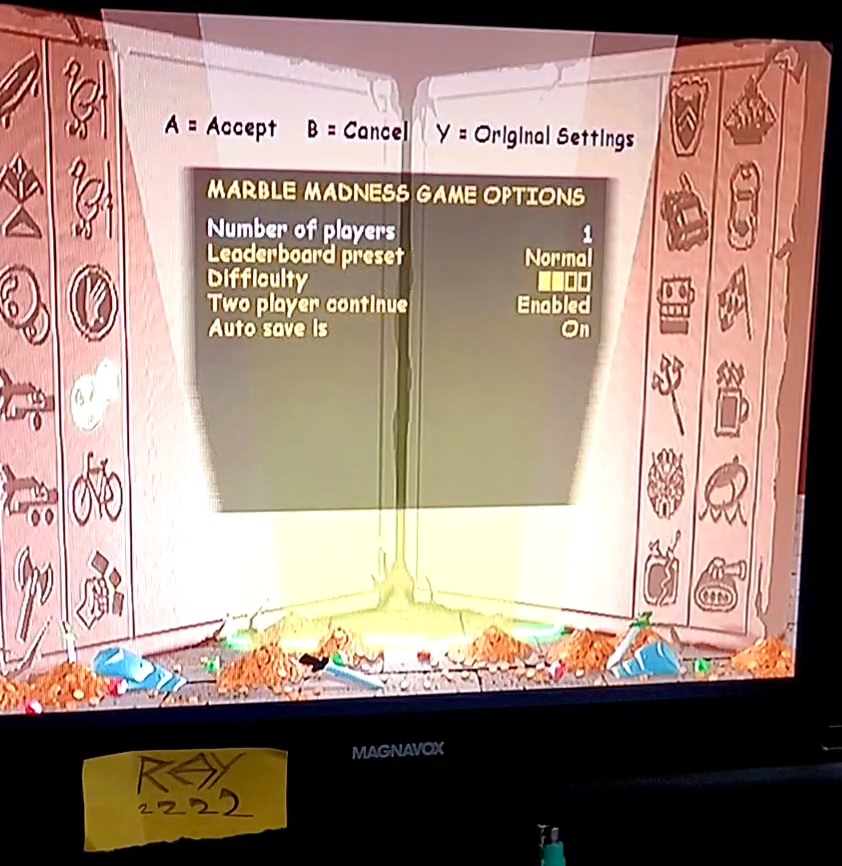 A = Accept B = Cancel Y = Original Settings
MARBLE MADNESS GAME OPTIONS
Number of players 1
Leaderboard preset Normal
Difficulty
Two player continue Enabled
Auto save is On
MAGNAVOX
RAY
2222